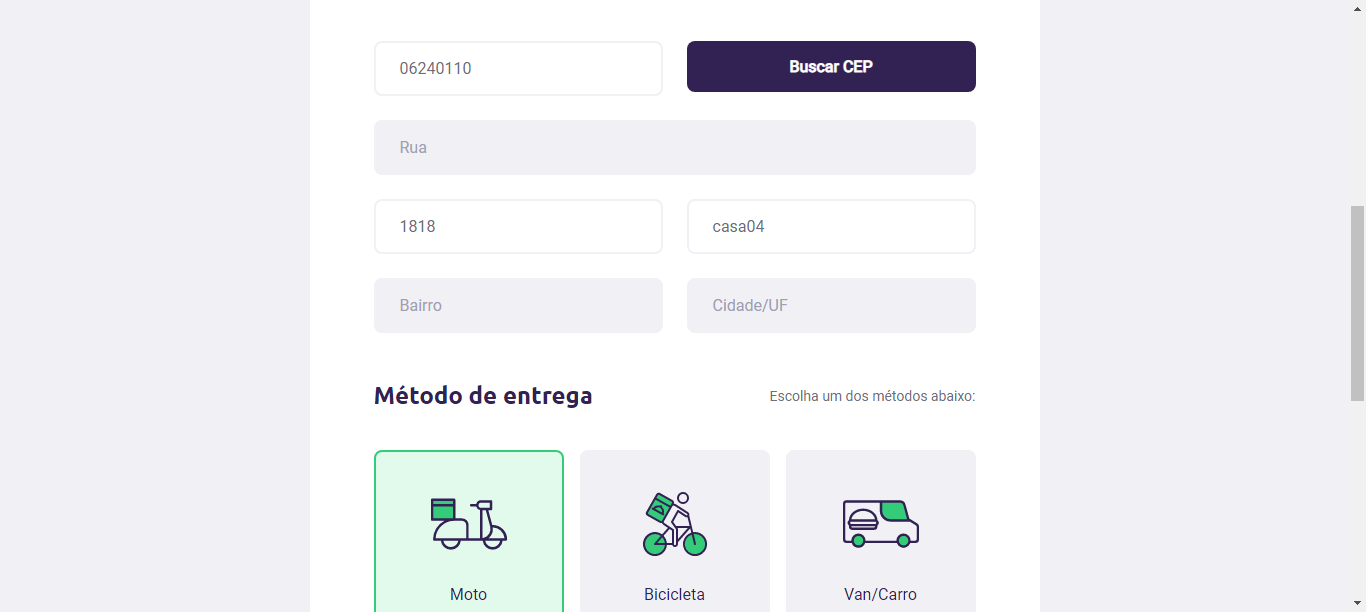 06240110
Buscar CEP
Rua
1818
casa04
Bairro
Cidade/UF
Método de entrega
Escolha um dos métodos abaixo:
Moto
Bicicleta
Van/Carro